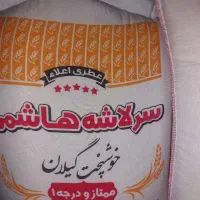 عطری اعلاء
سرلاشه هاشمی
خوشپخت گیلان
ممتاز و درجه ۱